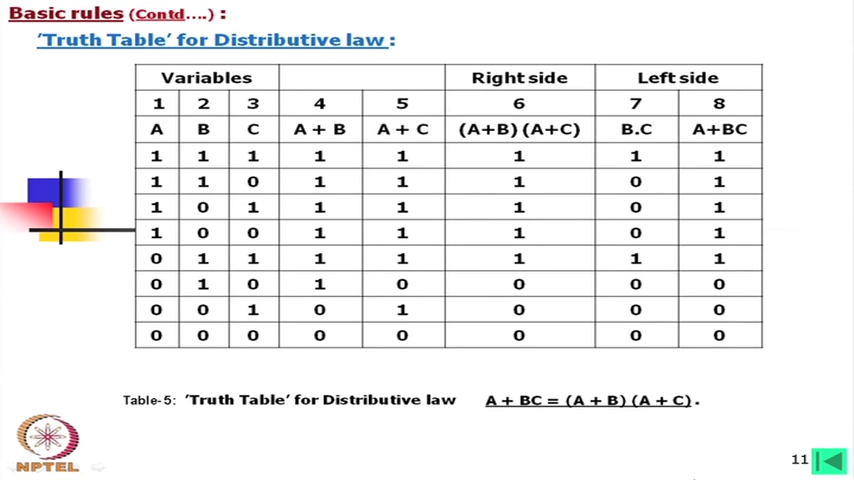 Basic rules (Contd....) :
'Truth Table' for Distributive law :
Variables Right side Left side
1 2 3 4 5 6 7 8
A B C A + B A + C (A+B) (A+C) B.C A+BC
1 1 1 1 1 1 1 1
1 1 0 1 1 1 0 1
1 0 1 1 1 1 0 1
1 0 0 1 1 1 0 1
0 1 1 1 1 1 1 1
0 1 0 1 0 0 0 0
0 0 1 0 1 0 0 0
0 0 0 0 0 0 0 0
Table-5: 'Truth Table' for Distributive law A + BC = (A + B) (A + C) .
NPTEL
11